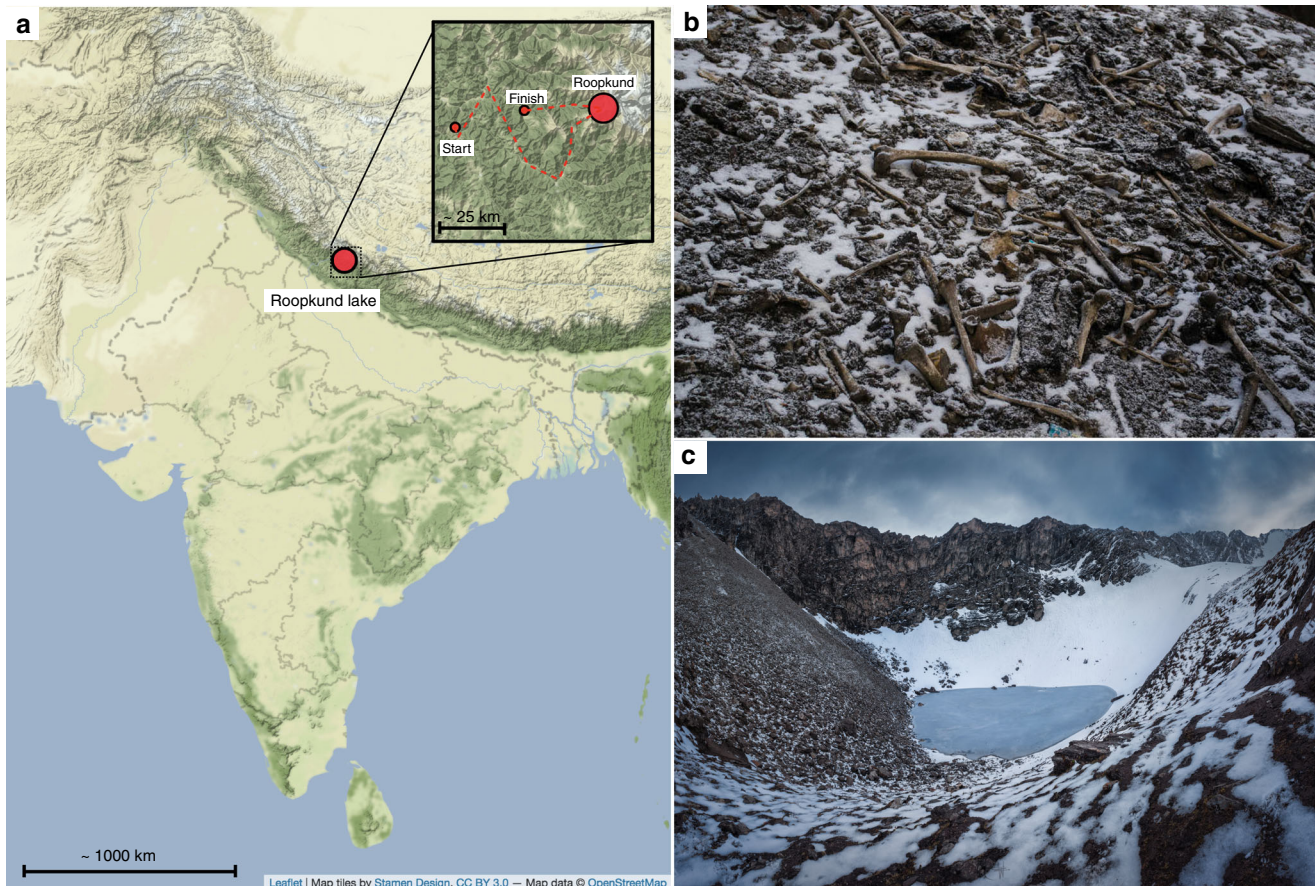 a
Roopkund
Finish
Start
~ 25 km
Roopkund lake
~ 1000 km
Leaflet | Map tiles by Stamen Design, CC BY 3.0 — Map data © OpenStreetMap
b
c